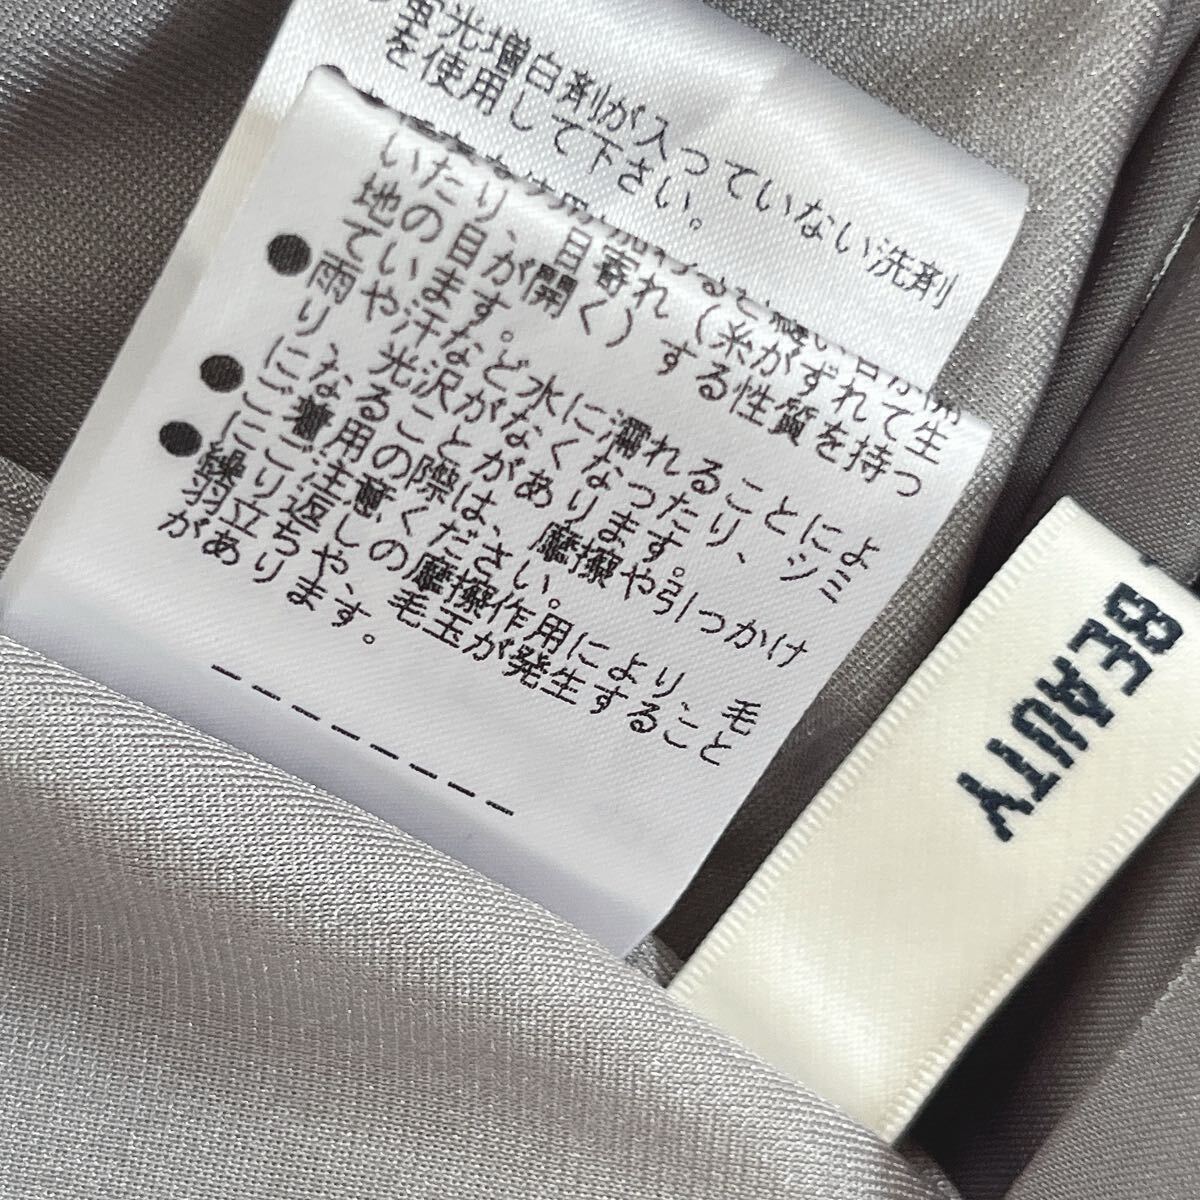 蛍光増白剤が入っていない洗剤
を使用して下さい。
いたり、目寄れ(糸がずれて生
地の目が開く)する性質を持つ
ています。
●雨や汗など水に濡れることによ
り、光沢がなくなったり、シミ
になることがあります。
●ご着用の際は、摩擦や引つかけ
にご注意ください。
●繰り返しの摩擦作用により、毛
羽立ちや、毛玉が発生すること
があります。
--------
BEAUTY